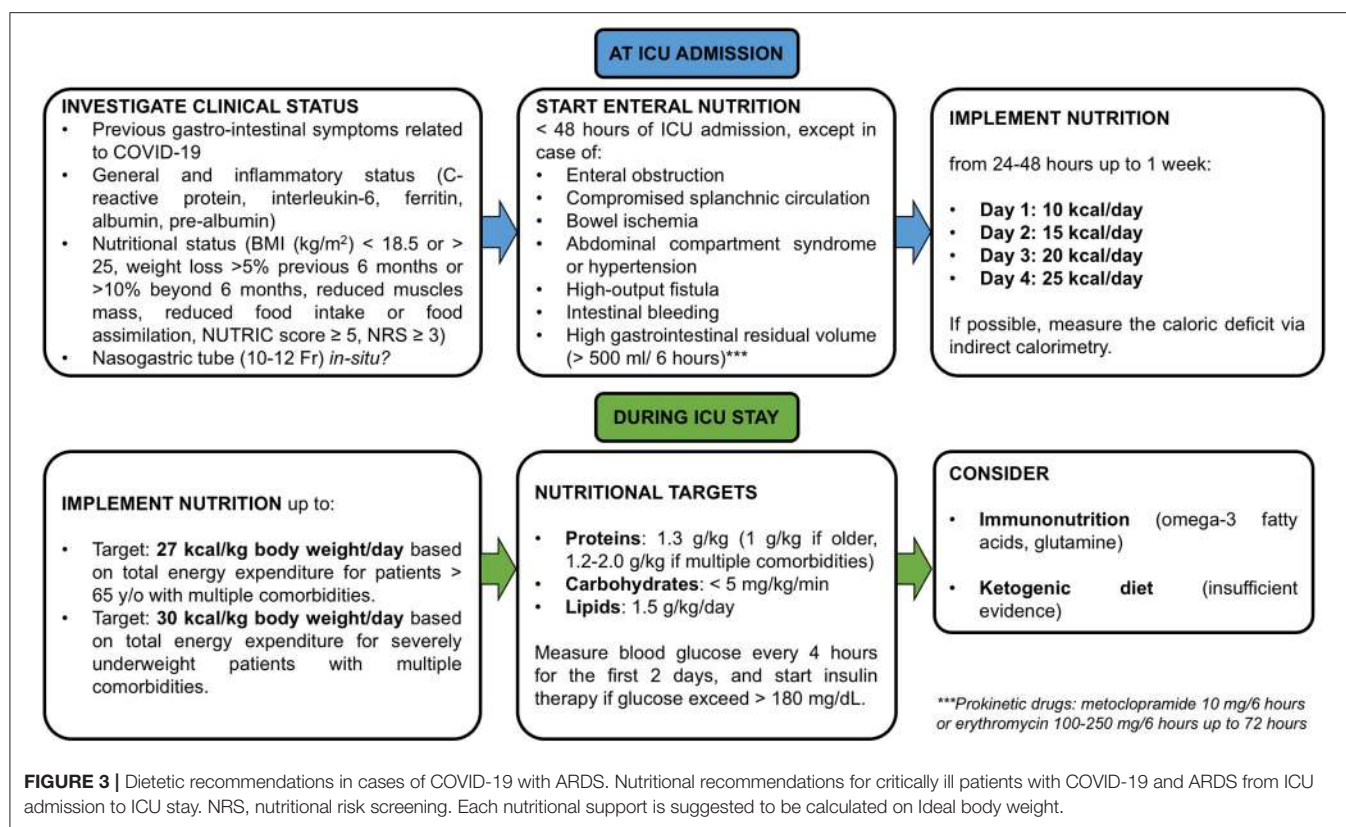 AT ICU ADMISSION
INVESTIGATE CLINICAL STATUS
• Previous gastro-intestinal symptoms related
to COVID-19
• General and inflammatory status (C-
reactive protein, interleukin-6, ferritin,
albumin, pre-albumin)
• Nutritional status (BMI (kg/m²) < 18.5 or >
25, weight loss >5% previous 6 months or
>10% beyond 6 months, reduced muscles
mass, reduced food intake or food
assimilation, NUTRIC score ≥ 5, NRS ≥ 3)
• Nasogastric tube (10-12 Fr) in-situ?
START ENTERAL NUTRITION
< 48 hours of ICU admission, except in
case of:
• Enteral obstruction
• Compromised splanchnic circulation
• Bowel ischemia
• Abdominal compartment syndrome
or hypertension
• High-output fistula
• Intestinal bleeding
• High gastrointestinal residual volume
(> 500 ml/ 6 hours)***
IMPLEMENT NUTRITION
from 24-48 hours up to 1 week:
• Day 1: 10 kcal/day
• Day 2: 15 kcal/day
• Day 3: 20 kcal/day
• Day 4: 25 kcal/day
If possible, measure the caloric deficit via
indirect calorimetry.
DURING ICU STAY
IMPLEMENT NUTRITION up to:
• Target: 27 kcal/kg body weight/day based
on total energy expenditure for patients >
65 y/o with multiple comorbidities.
• Target: 30 kcal/kg body weight/day based
on total energy expenditure for severely
underweight patients with multiple
comorbidities.
NUTRITIONAL TARGETS
• Proteins: 1.3 g/kg (1 g/kg if older,
1.2-2.0 g/kg if multiple comorbidities)
• Carbohydrates: < 5 mg/kg/min
• Lipids: 1.5 g/kg/day
Measure blood glucose every 4 hours
for the first 2 days, and start insulin
therapy if glucose exceed > 180 mg/dL.
CONSIDER
• Immunonutrition (omega-3 fatty
acids, glutamine)
• Ketogenic diet (insufficient
evidence)
***Prokinetic drugs: metoclopramide 10 mg/6 hours
or erythromycin 100-250 mg/6 hours up to 72 hours
FIGURE 3 | Dietetic recommendations in cases of COVID-19 with ARDS. Nutritional recommendations for critically ill patients with COVID-19 and ARDS from ICU
admission to ICU stay. NRS, nutritional risk screening. Each nutritional support is suggested to be calculated on Ideal body weight.